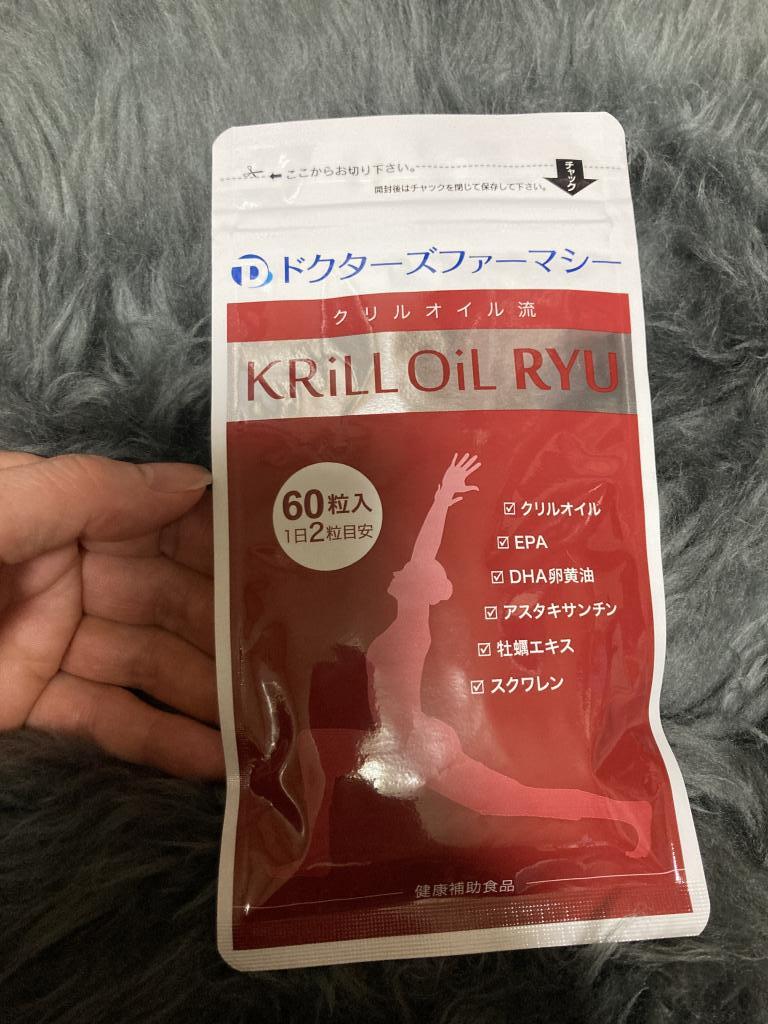 ここからお切り下さい。
開封後はチャックを閉じて保存して下さい。
チャック
ドクターズファーマシー
クリルオイル流
KRiLL OiL RYU
60粒入
1日2粒目安
☑ クリルオイル
☑ EPA
☑ DHA卵黄油
☑ アスタキサンチン
☑ 牡蠣エキス
☑ スクワレン
健康補助食品